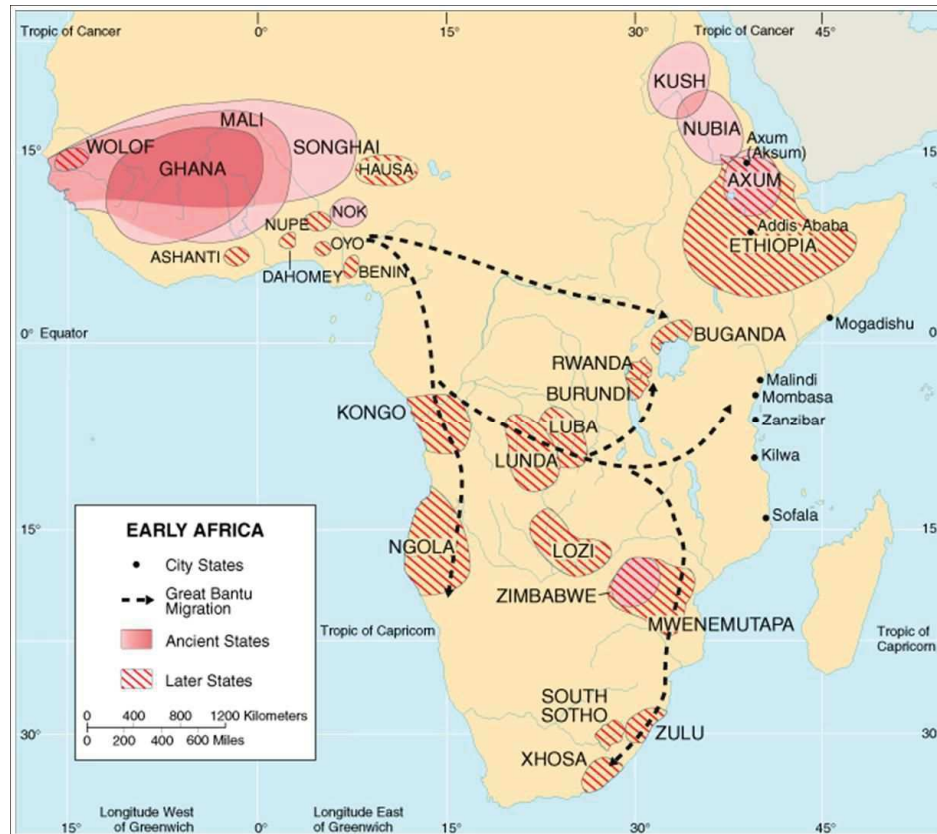 Tropic of Cancer
0°
15°
30°
Tropic of Cancer
45°
KUSH
MALI
NUBIA
15°
WOLOF
SONGHAI
Axum
(Aksum)
15°
GHANA
HAUSA
AXUM
NOK
NUPE
Addis Ababa
OYO
ETHIOPIA
ASHANTI
DAHOMEY
BENIN
Mogadishu
0° Equator
BUGANDA
0
RWANDA
Malindi
BURUNDI
Mombasa
KONGO
LUBA
Zanzibar
LUNDA
Kilwa
EARLY AFRICA
City States
Great Bantu
Migration
Ancient States
Later States
0 400 800 1200 Kilometers
0 200 400 600 Miles
Sofala
15°
15
NGOLA
LOZI
ZIMBABWE
MWENEMUTAPA
Tropic of Capricorn
Tropic of
Capricorn
SOUTH
SOTHO
ZULU
30°
30
XHOSA
Longitude West
of Greenwich
Longitude East
of Greenwich
15°
0°
15°
30°
45°